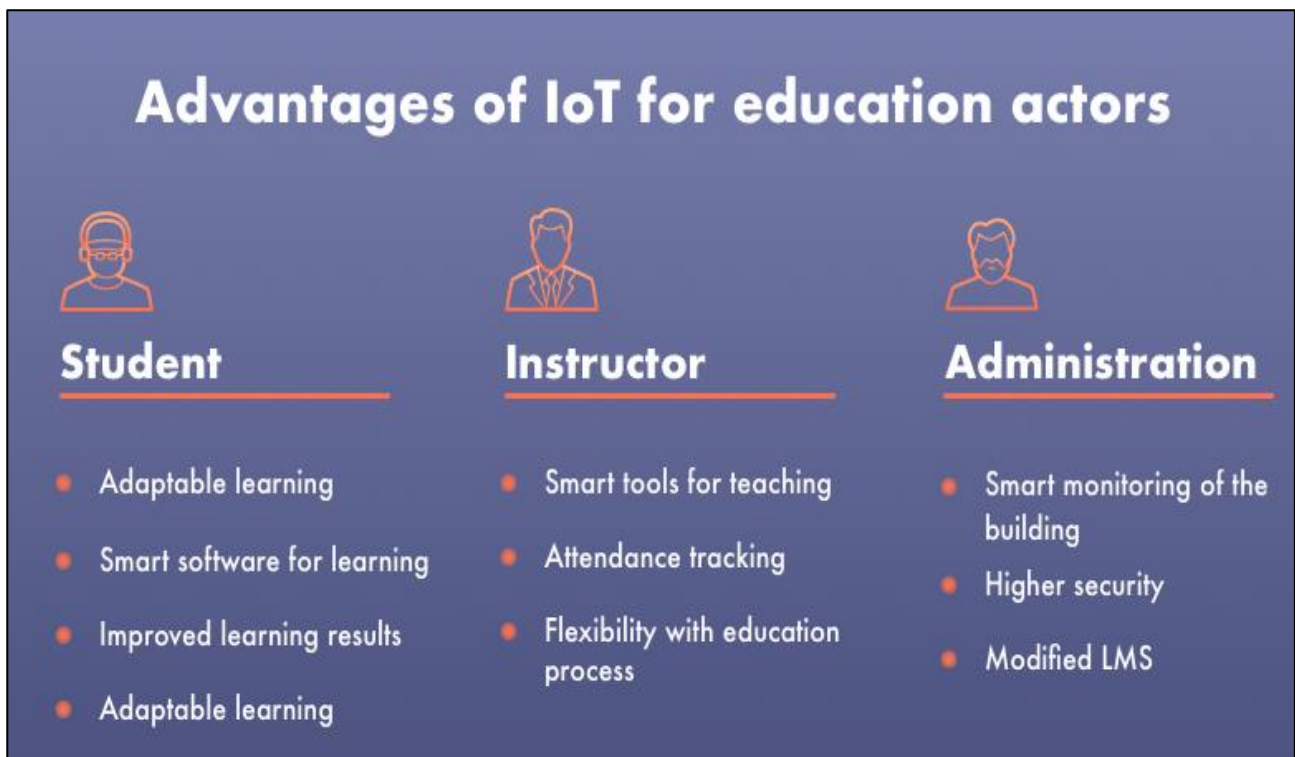 Advantages of IoT for education actors
Student
Adaptable learning
Smart software for learning
Improved learning results
Adaptable learning
Instructor
Smart tools for teaching
Attendance tracking
Flexibility with education
process
Administration
Smart monitoring of the
building
Higher security
Modified LMS